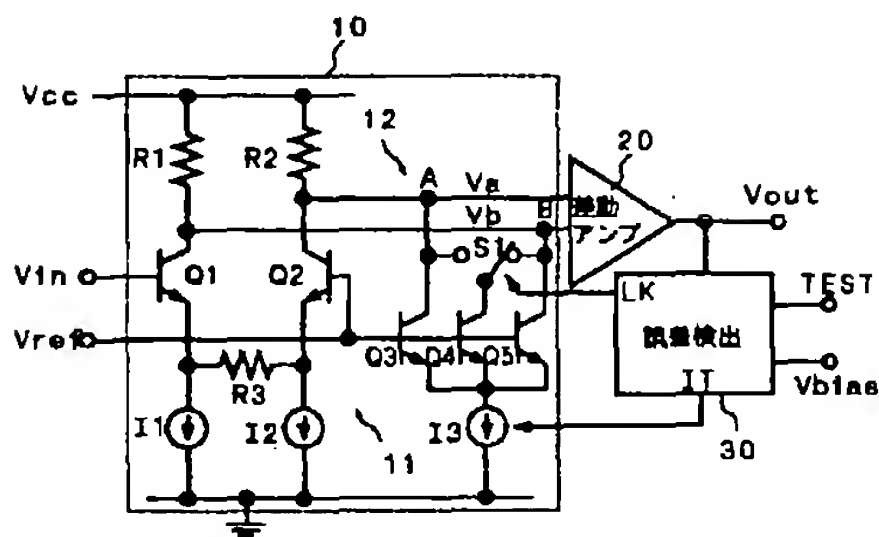 10
Vcc
R1
R2
12
A
Va
20
Vb
B
差動
アンプ
Vout
S1
Vin
Q1
Q2
LK
TEST
Vref
Q3
Q4
Q5
誤差検出
R3
IT
Vbias
I1
I2
11
I3
30